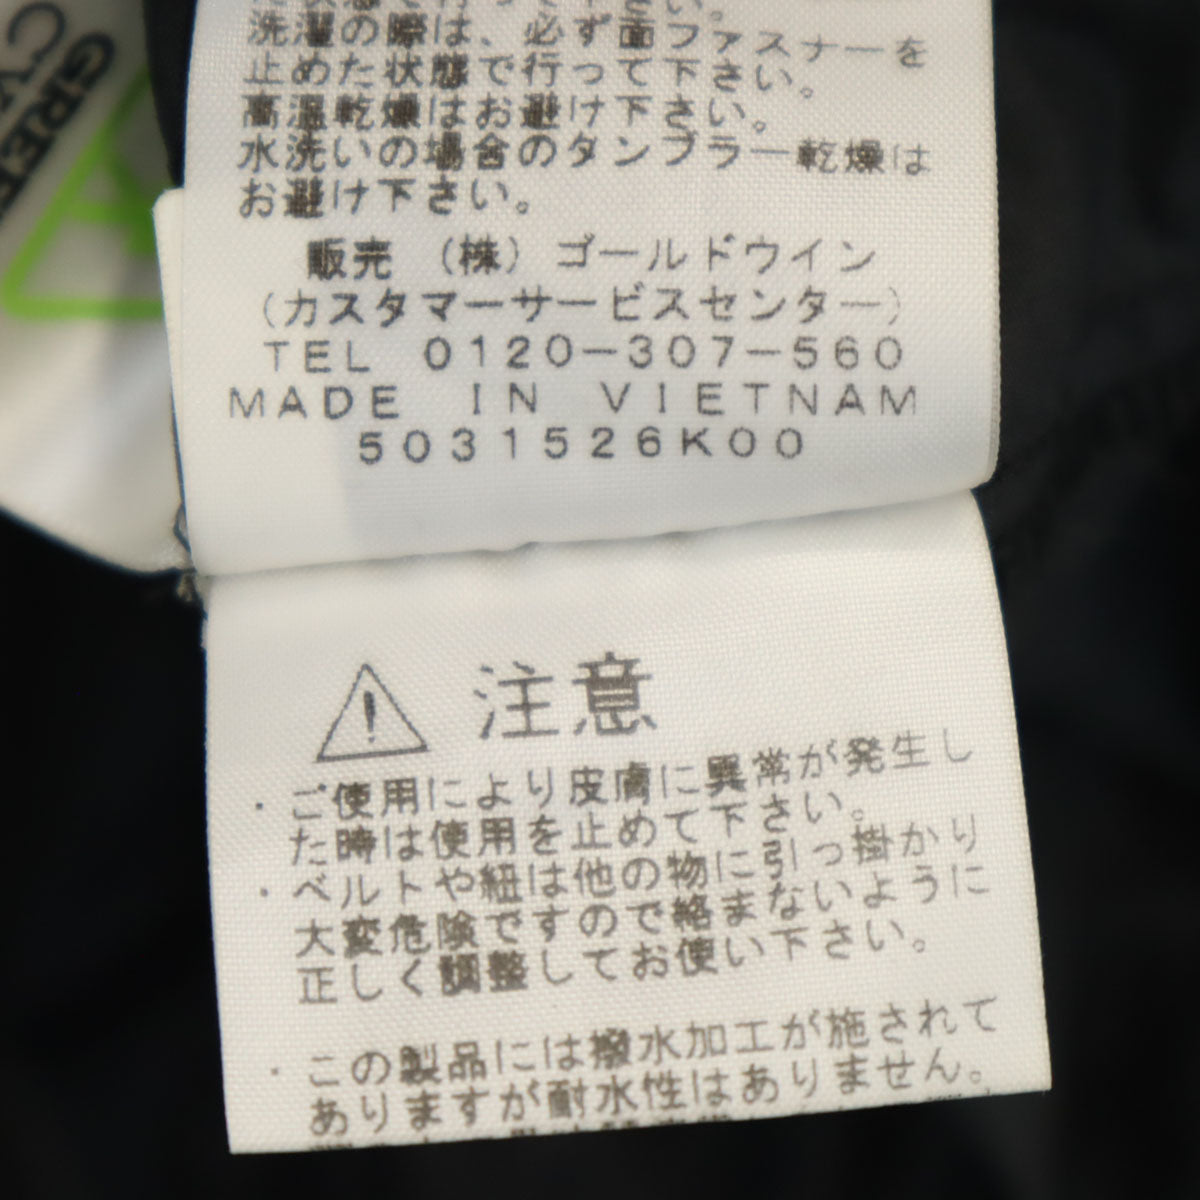 洗濯の際は、必ず面ファスナーを
止めた状態で行って下さい。
高温乾燥はお避け下さい。
水洗いの場合のタンブラー乾燥は
お避け下さい。
販売 (株) ゴールドウイン
(カスタマーサービスセンター)
TEL 0120-307-560
MADE IN VIETNAM
5031526K00
注意
・ご使用により皮膚に異常が発生し
た時は使用を止めて下さい。
・ベルトや紐は他の物に引っ掛かり
大変危険ですので絡まないように
正しく調整してお使い下さい。
・この製品には撥水加工が施されて
ありますが耐水性はありません。